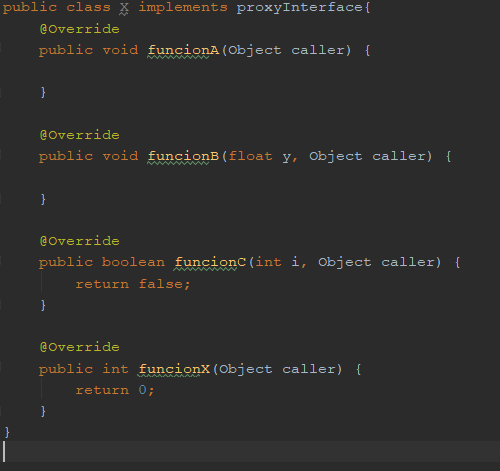 public class X implements proxyInterface{
@Override
public void funcionA(Object caller) {
}
@Override
public void funcionB(float y, Object caller) {
}
@Override
public boolean funcionC(int i, Object caller) {
return false;
}
@Override
public int funcionX(Object caller) {
return 0;
}
}